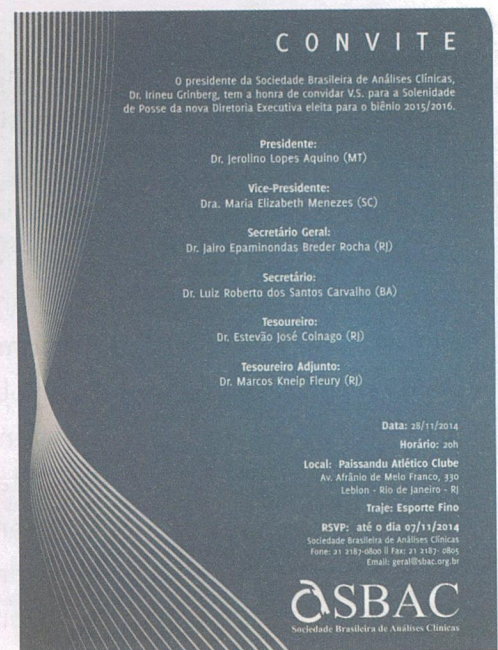 CONVITE
O presidente da Sociedade Brasileira de Análises Clínicas,
Dr. Irineu Grinberg, tem a honra de convidar V.S. para a Solenidade
de Posse da nova Diretoria Executiva eleita para o biênio 2015/2016.
Presidente:
Dr. Jerolino Lopes Aquino (MT)
Vice-Presidente:
Dra. Maria Elizabeth Menezes (SC)
Secretário Geral:
Dr. Jairo Epaminondas Breder Rocha (RJ)
Secretário:
Dr. Luiz Roberto dos Santos Carvalho (BA)
Tesoureiro:
Dr. Estevão José Colnago (RJ)
Tesoureiro Adjunto:
Dr. Marcos Kneip Fleury (RJ)
Data: 28/11/2014
Horário: 20h
Local: Paissandu Atlético Clube
Av. Afrânio de Melo Franco, 330
Leblon - Rio de Janeiro - RJ
Traje: Esporte Fino
RSVP: até o dia 07/11/2014
Sociedade Brasileira de Análises Clínicas
Fone: 21 2187-0800 || Fax: 21 2187- 0805
Email: geral@sbac.org.br
SBAC
Sociedade Brasileira de Análises Clínicas